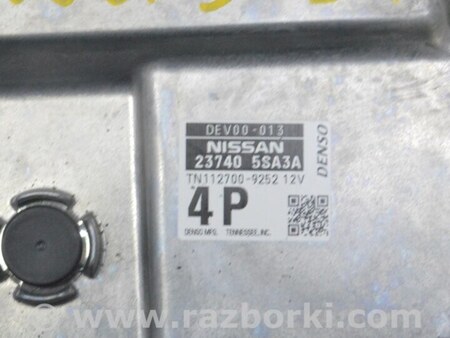 DEV00-013
NISSAN
23740 5SA3A
TN112700-9252 12V
4P
DENSO MFG. TENNESSEE, INC.
DENSO
www.razborki.com